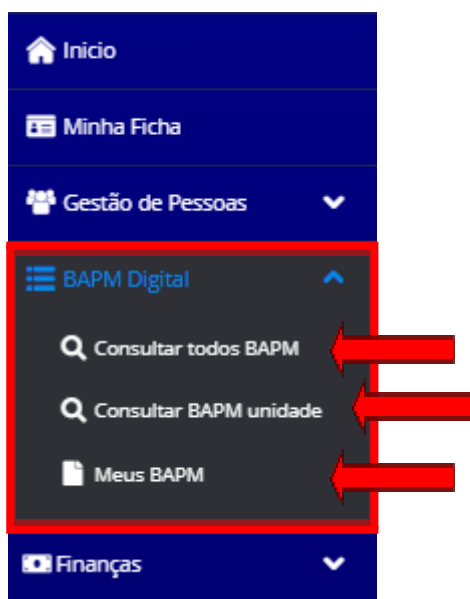 Inicio
Minha Ficha
Gestão de Pessoas
BAPM Digital
Consultar todos BAPM
Consultar BAPM unidade
Meus BAPM
Finanças